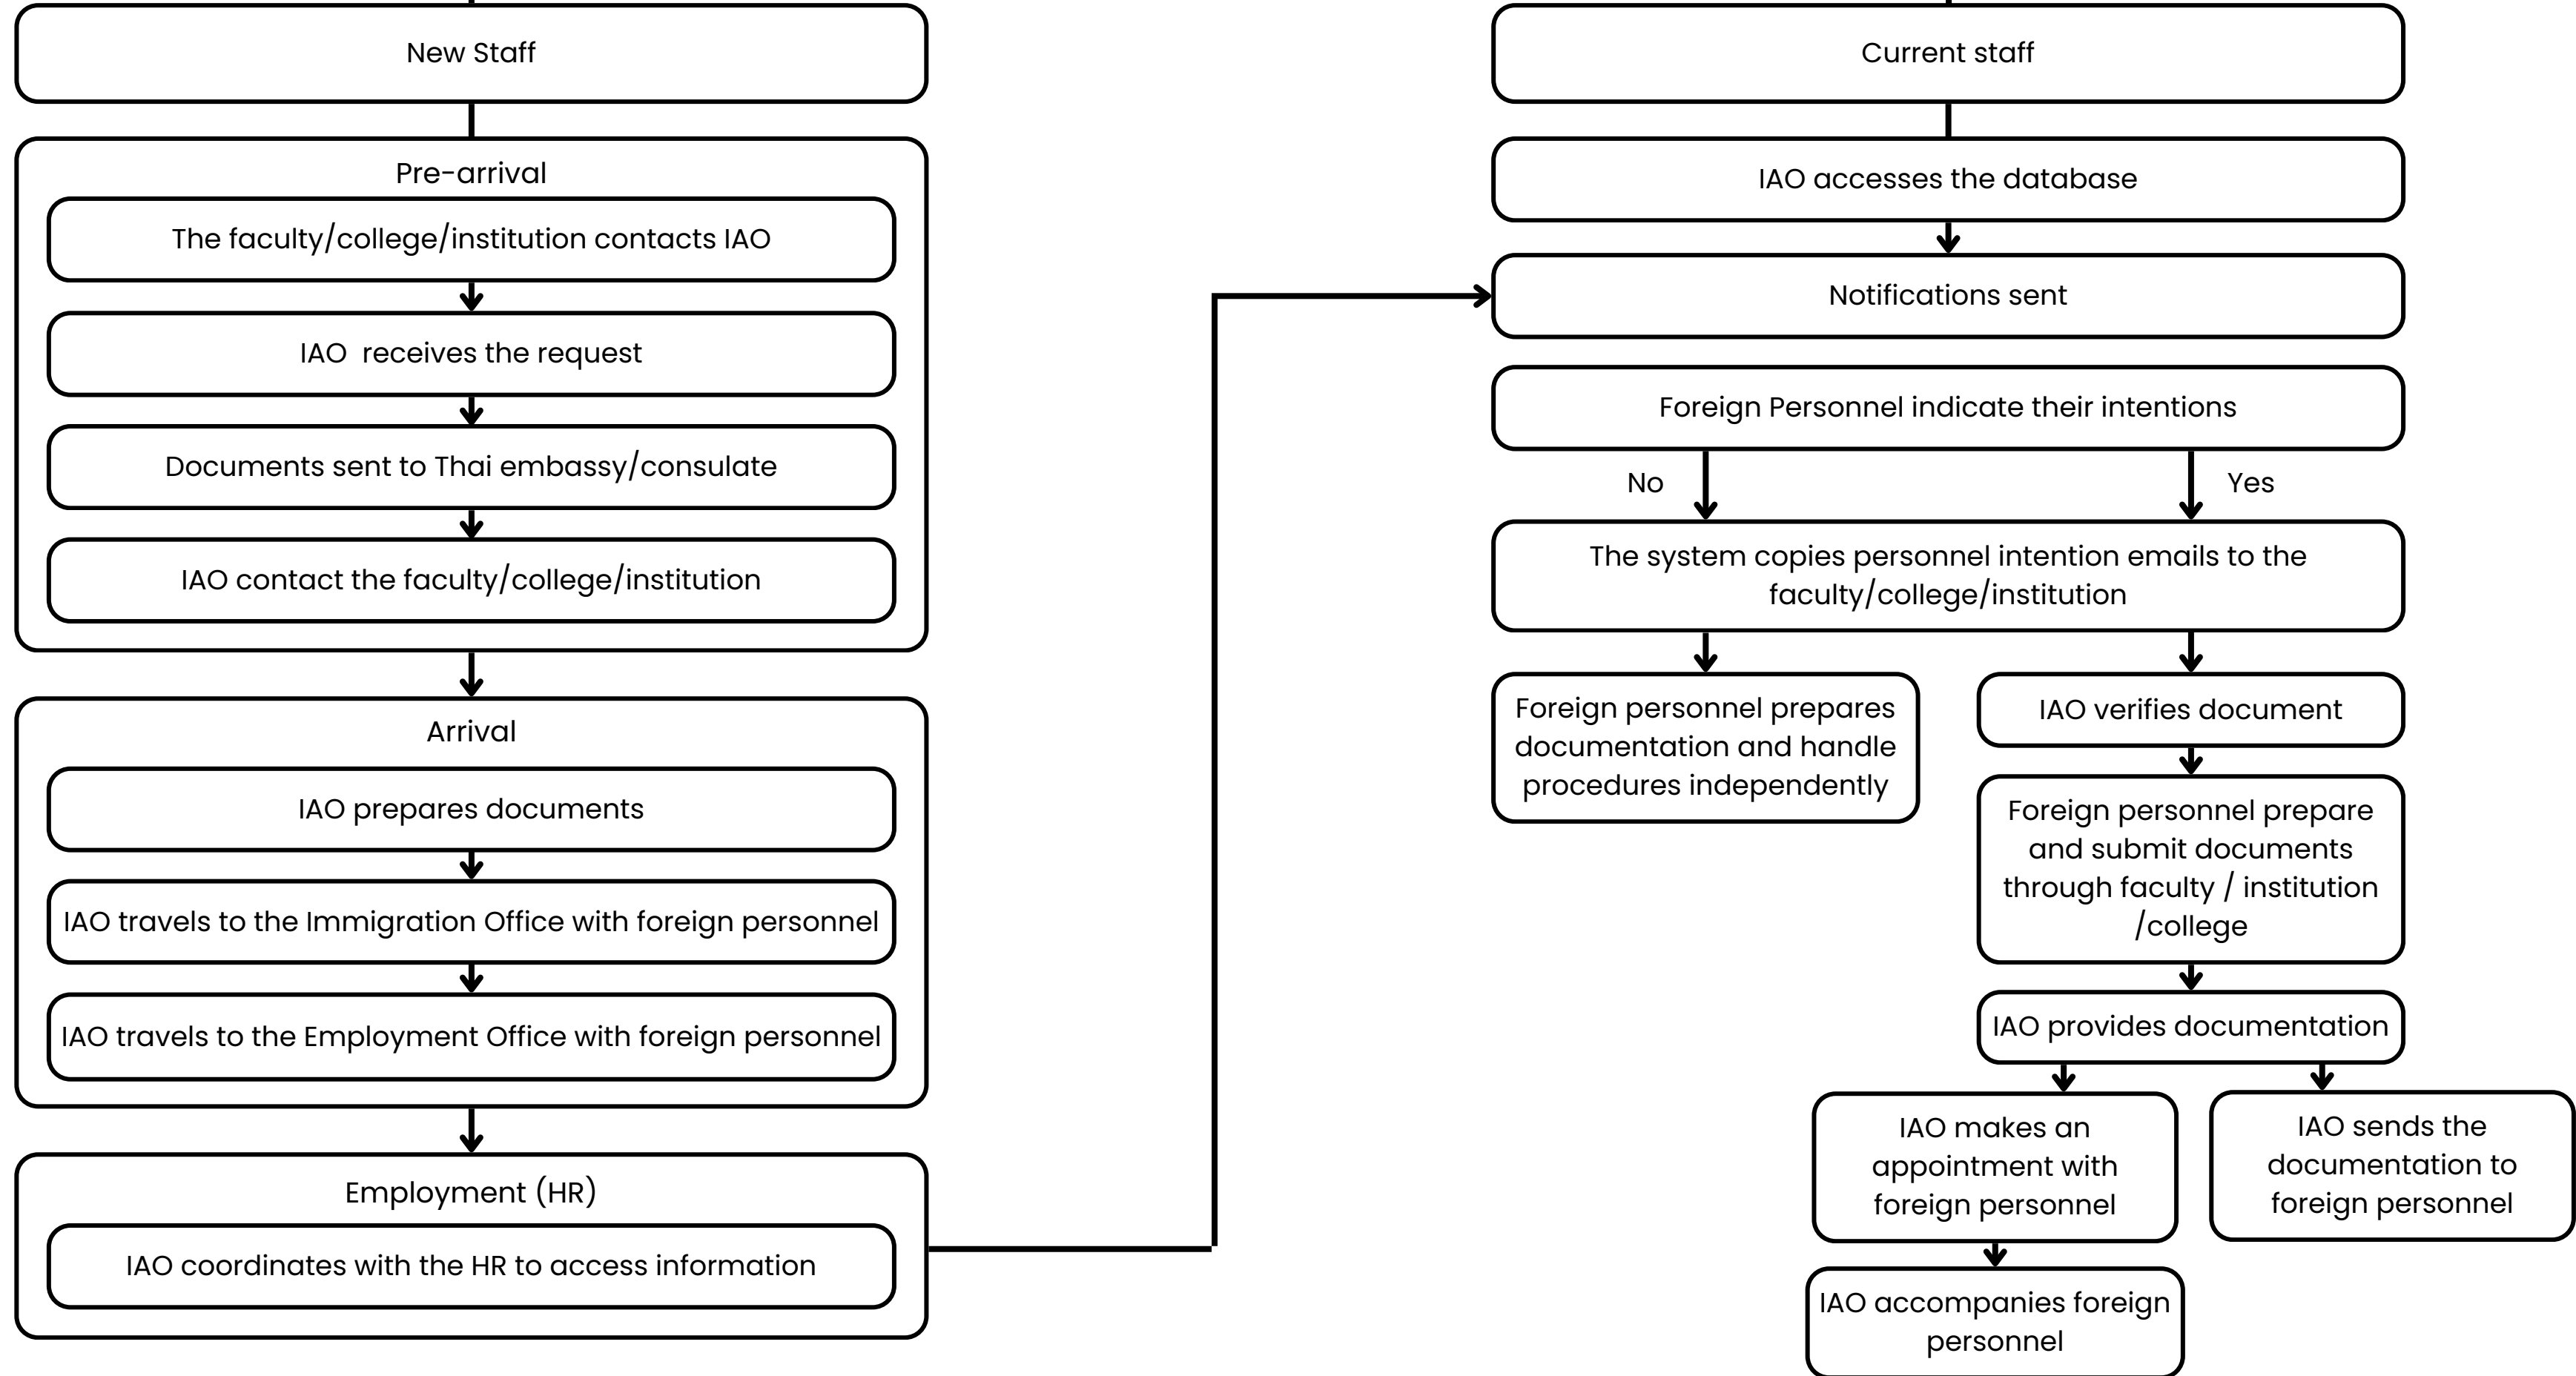 New Staff
Pre-arrival
The faculty/college/institution contacts IAO
IAO  receives the request
Documents sent to Thai embassy/consulate
IAO contact the faculty/college/institution
Arrival
IAO prepares documents
IAO travels to the Immigration Office with foreign personnel
IAO travels to the Employment Office with foreign personnel
Employment (HR)
IAO coordinates with the HR to access information
Current staff
IAO accesses the database
Notifications sent
Foreign Personnel indicate their intentions
No
Yes
The system copies personnel intention emails to the
faculty/college/institution
Foreign personnel prepares
documentation and handle
procedures independently
IAO verifies document
Foreign personnel prepare
and submit documents
through faculty / institution
/college
IAO provides documentation
IAO makes an
appointment with
foreign personnel
IAO sends the
documentation to
foreign personnel
IAO accompanies foreign
personnel